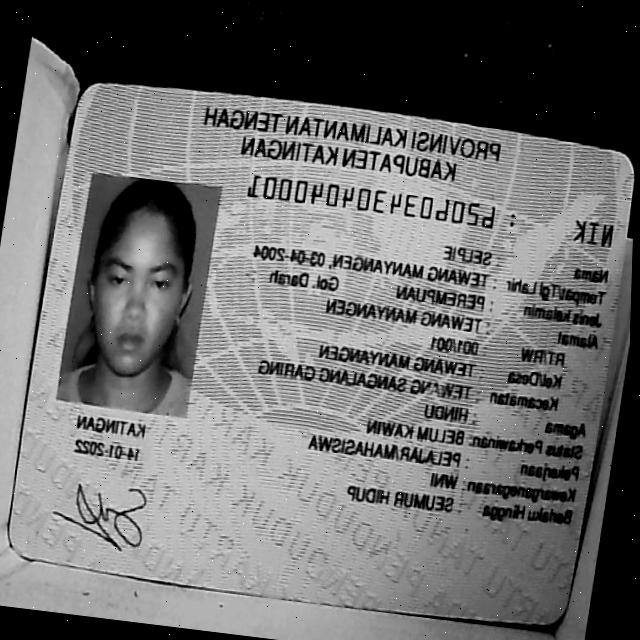 PROVINSI KALIMANTAN TENGAH
KABUPATEN KATINGAN
NIK : 6206034304040001
Nama : SELPIE
Tempat/Tgl Lahir : TEWANG MANYANGEN, 03-04-2004
Jenis kelamin : PEREMPUAN Gol. Darah
Alamat : TEWANG MANYANGEN
RT/RW : 001/001
Kel/Desa : TEWANG MANYANGEN
Kecamatan : TEWANG SANGALANG GARING
Agama : HINDU
Status Perkawinan: BELUM KAWIN
Pekerjaan : PELAJAR/MAHASISWA
Kewarganegaraan: WNI
Berlaku Hingga : SEUMUR HIDUP
KATINGAN
14-01-2022